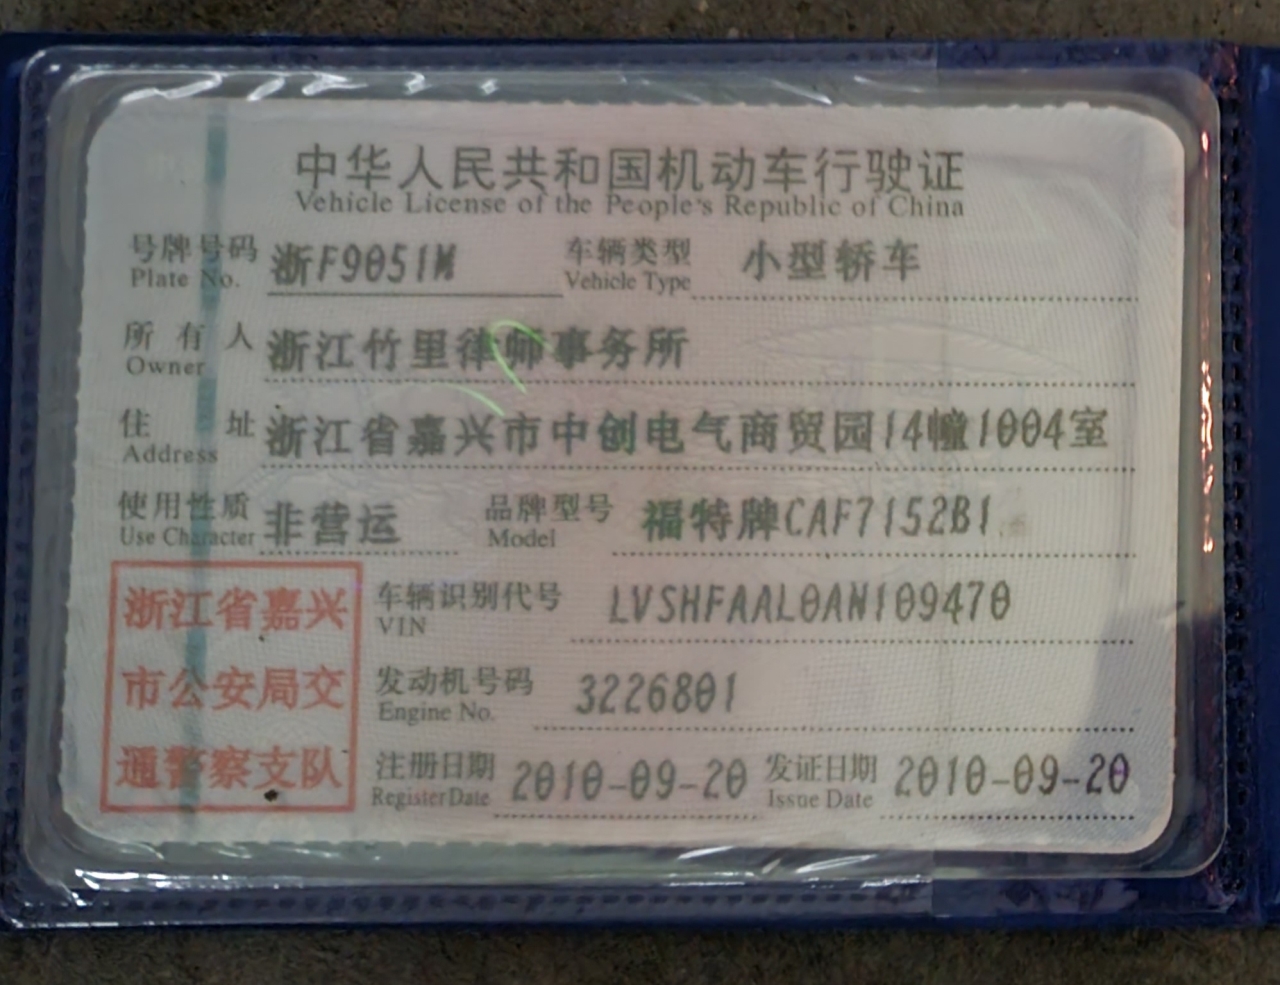 中华人民共和国机动车行驶证
Vehicle License of the People's Republic of China
号牌号码 浙F9051M 车辆类型 小型轿车
Plate No. Vehicle Type
所有人 浙江竹里律师事务所
Owner
住址 浙江省嘉兴市中创电气商贸园14幢1004室
Address
使用性质 非营运 品牌型号 福特牌CAF7152B1
Use Character Model
浙江省嘉兴
市公安局交
通警察支队
车辆识别代号 LVSHFAAL0AN109470
VIN
发动机号码 3226801
Engine No.
注册日期 2010-09-20 发证日期 2010-09-20
Register Date Issue Date